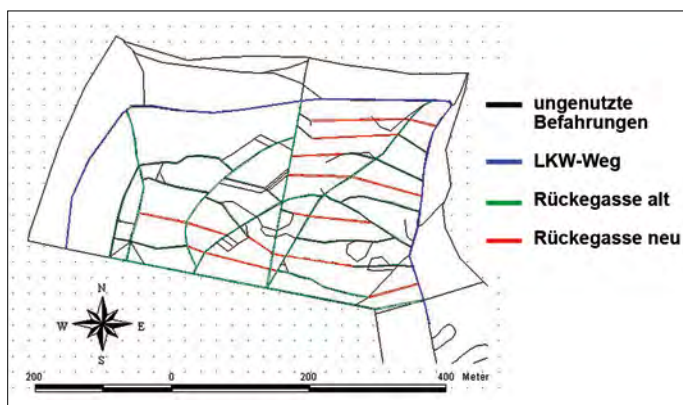 ungenutzte
Befahrungen
LKW-Weg
Rückegasse alt
Rückegasse neu
N
W E
S
200 0 200 400 Meter